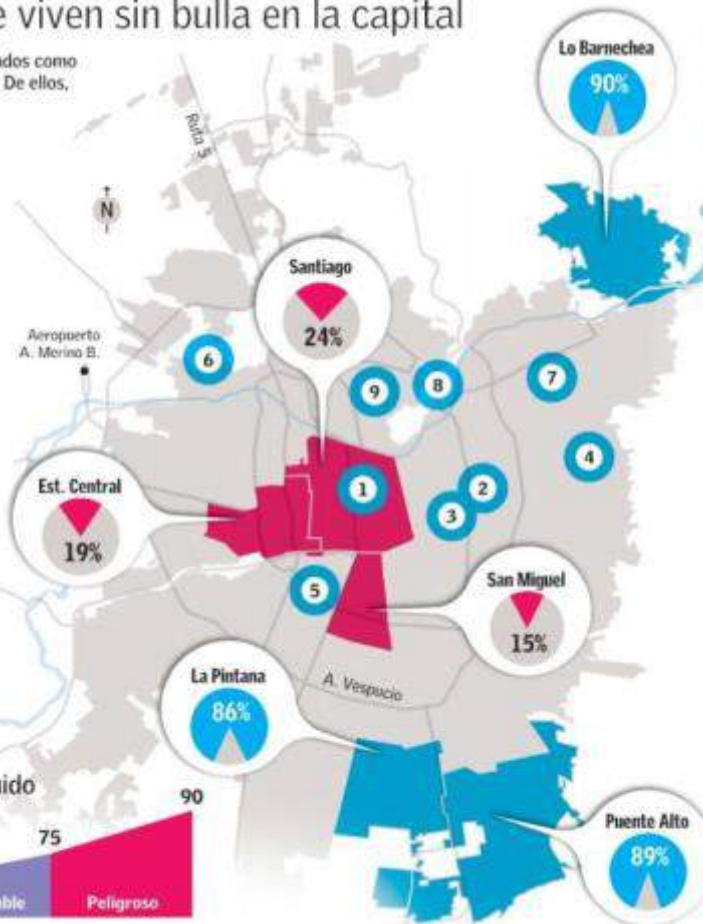 e viven sin bulla en la capital
dos como
De ellos,
Lo Barnechea
90%
Ruta 5
N
Santiago
24%
Aeropuerto
A. Merino B.
6
9
8
7
4
Est. Central
19%
1
2
3
5
San Miguel
15%
La Pintana
86%
A. Vespucio
Puente Alto
89%
uido
90
75
ble
Peligroso